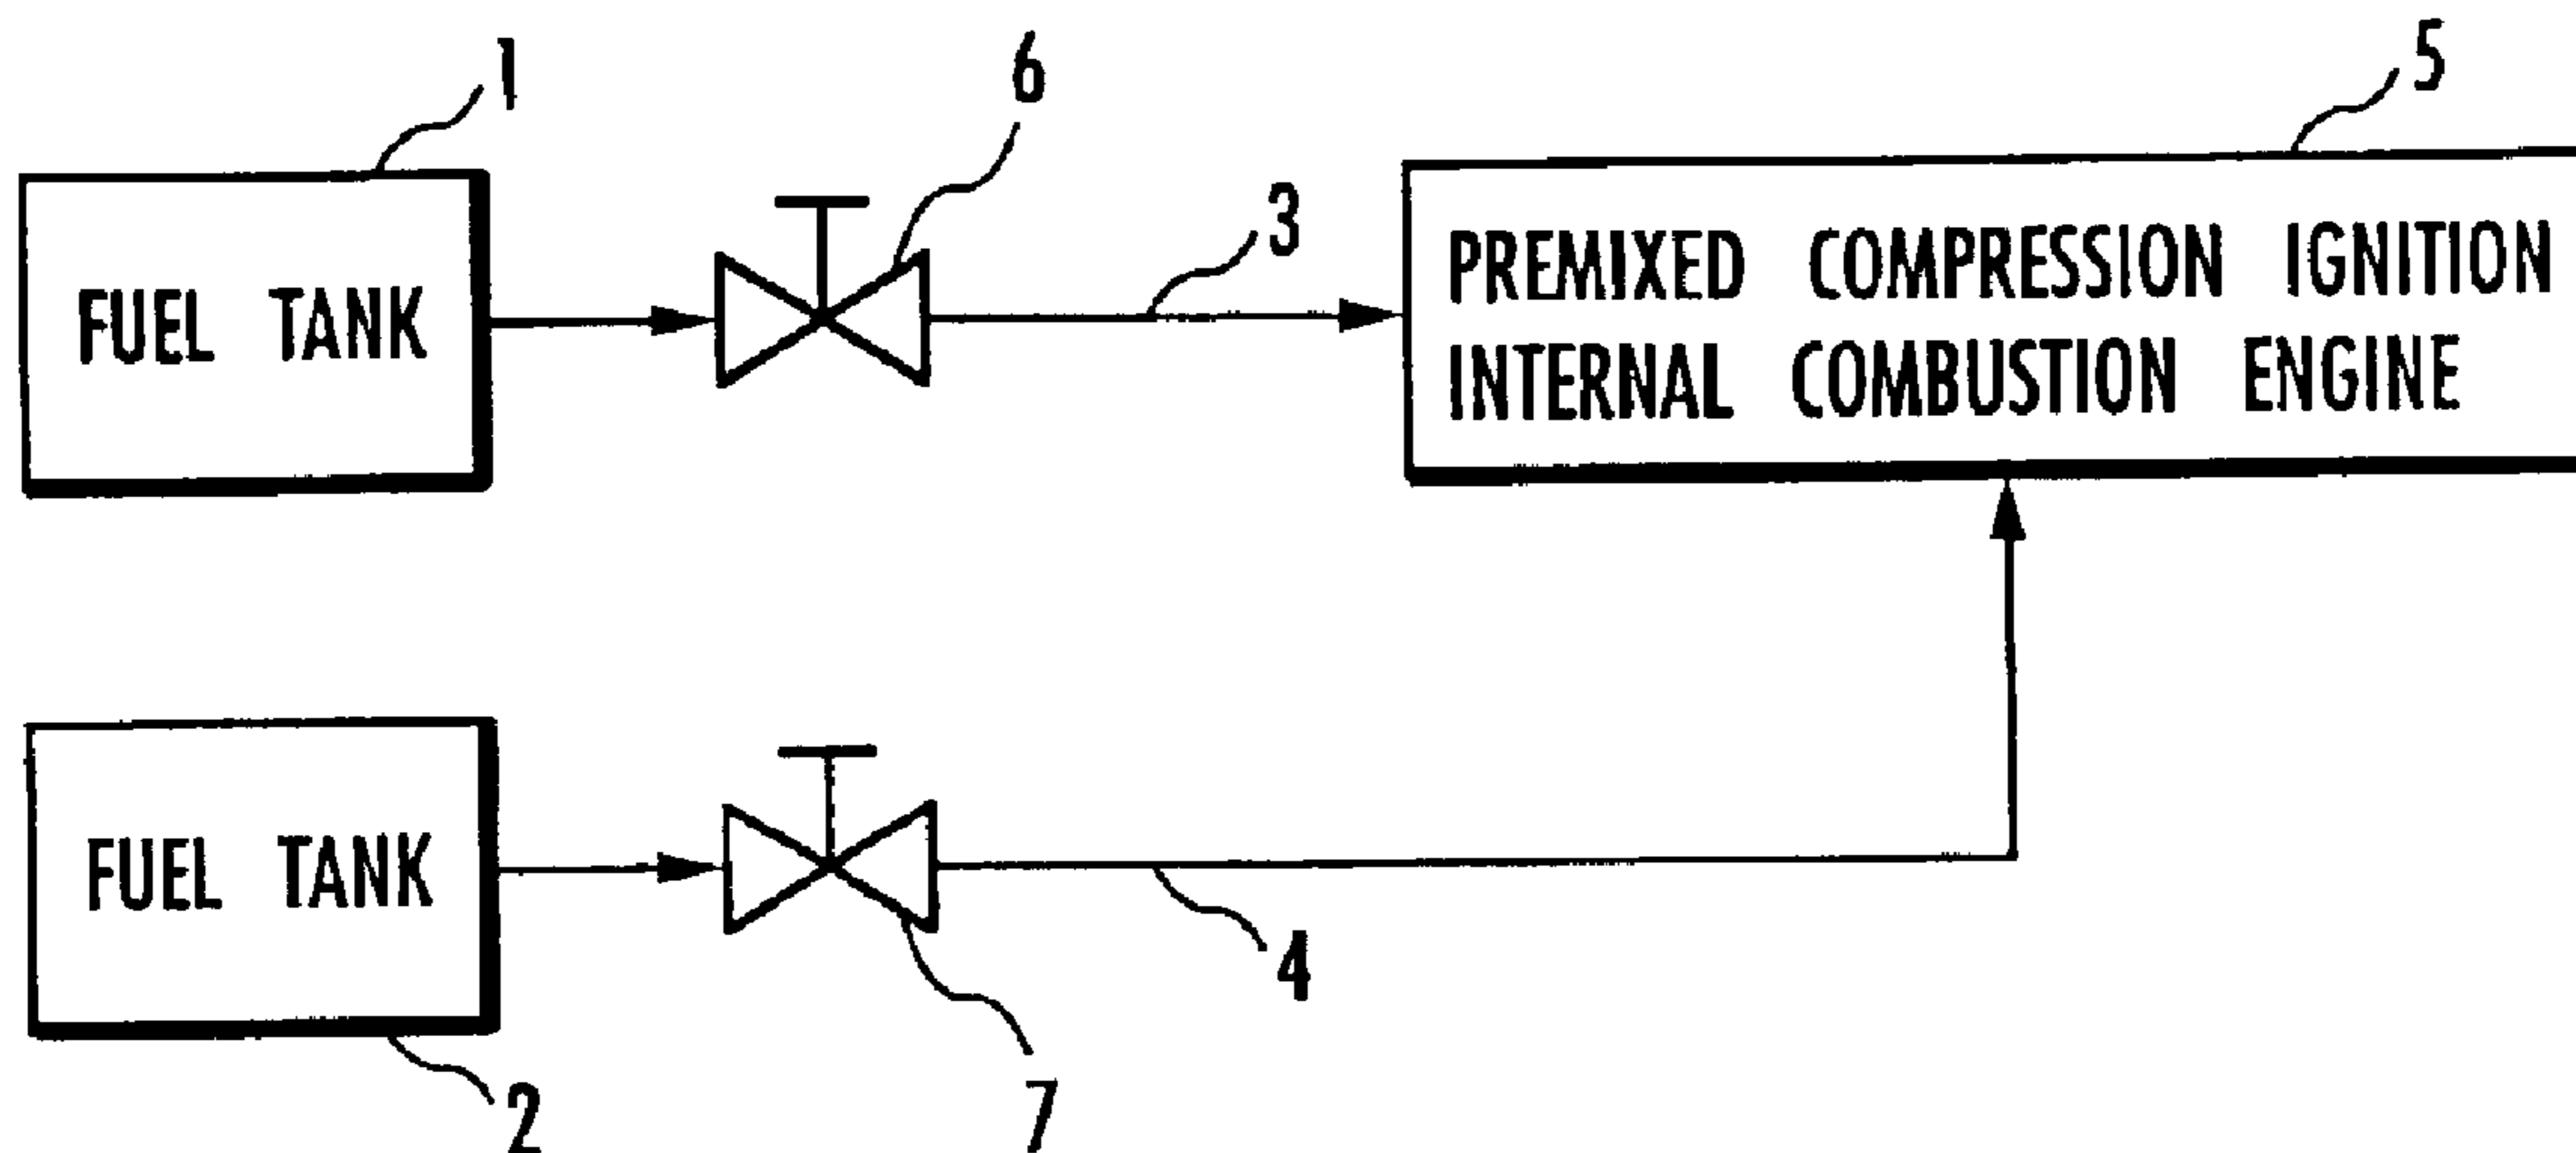 1
6
5
3
FUEL TANK
PREMIXED COMPRESSION IGNITION
INTERNAL COMBUSTION ENGINE
FUEL TANK
4
2
7